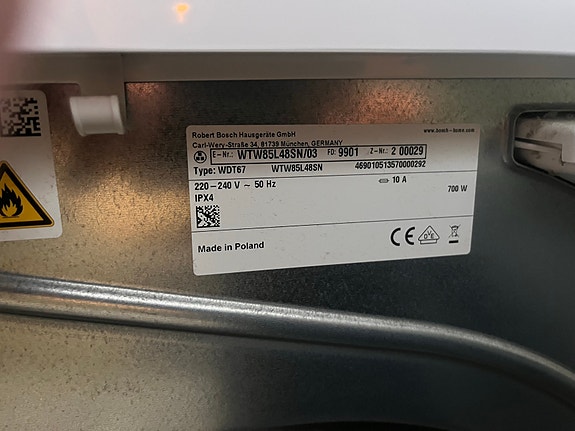 Robert Bosch Hausgeräte GmbH
www.bosch-home.com
Carl-Wery-Straße 34, 81739 München, GERMANY
E-Nr.: WTW85L48SN/03 FD: 9901 Z-Nr.: 2 00029
Type: WDT67 WTW85L48SN 469010513570000292
220–240 V ~ 50 Hz 10 A 700 W
IPX4
Made in Poland
CE